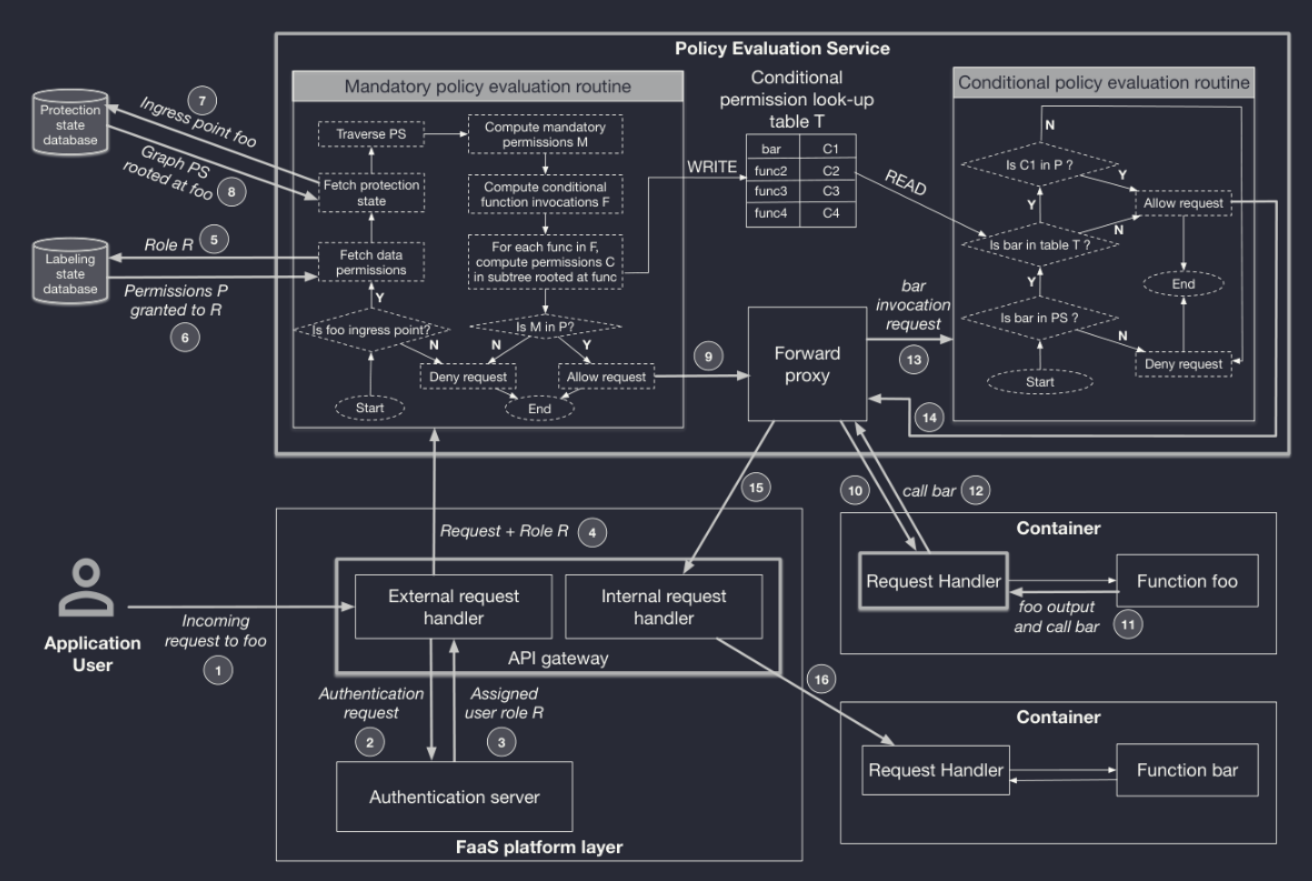 Policy Evaluation Service
Protection
state
database
7
Ingress point foo
Graph PS
rooted at foo
8
Labeling
state
database
Role R
5
Permissions P
granted to R
6
Mandatory policy evaluation routine
Traverse PS
Compute mandatory
permissions M
Fetch protection
state
Compute conditional
function invocations F
Fetch data
permissions
For each func in F,
compute permissions C
in subtree rooted at func
Y
Is foo ingress point?
N
Is M in P?
N
Y
Deny request
Allow request
Start
End
Conditional
permission look-up
table T
WRITE
bar C1
func2 C2
func3 C3
func4 C4
READ
Conditional policy evaluation routine
N
Is C1 in P ?
Y
Y
Allow request
N
Is bar in table T ?
Y
End
Is bar in PS ?
N
Deny request
Start
9
Forward
proxy
bar
invocation
request
13
14
15
10
call bar
12
Request + Role R
4
Application
User
Incoming
request to foo
1
External request
handler
Internal request
handler
API gateway
Authentication
request
2
Assigned
user role R
3
Authentication server
FaaS platform layer
Container
Request Handler
Function foo
foo output
and call bar
11
16
Container
Request Handler
Function bar